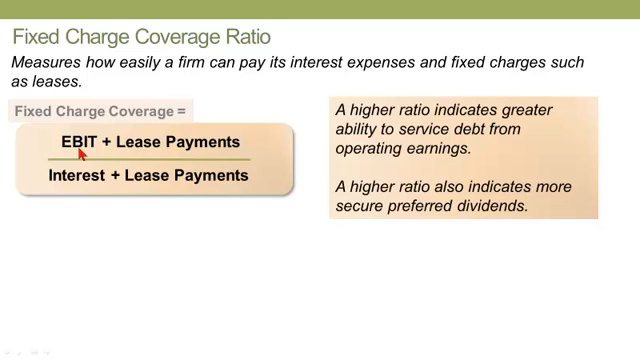 Fixed Charge Coverage Ratio
Measures how easily a firm can pay its interest expenses and fixed charges such
as leases.
Fixed Charge Coverage =
EBIT + Lease Payments
Interest + Lease Payments
A higher ratio indicates greater
ability to service debt from
operating earnings.
A higher ratio also indicates more
secure preferred dividends.